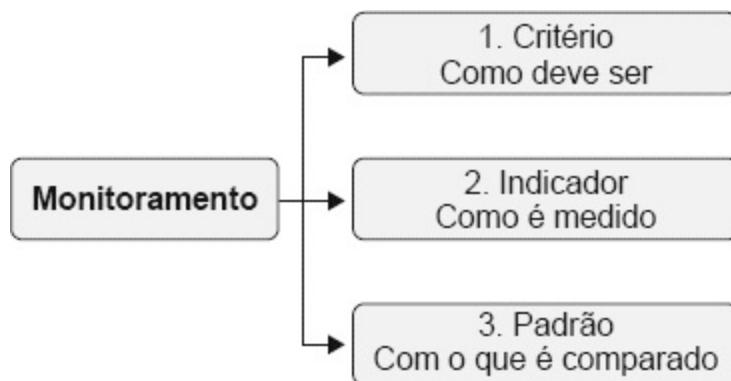 1. Critério
Como deve ser
Monitoramento
2. Indicador
Como é medido
3. Padrão
Com o que é comparado